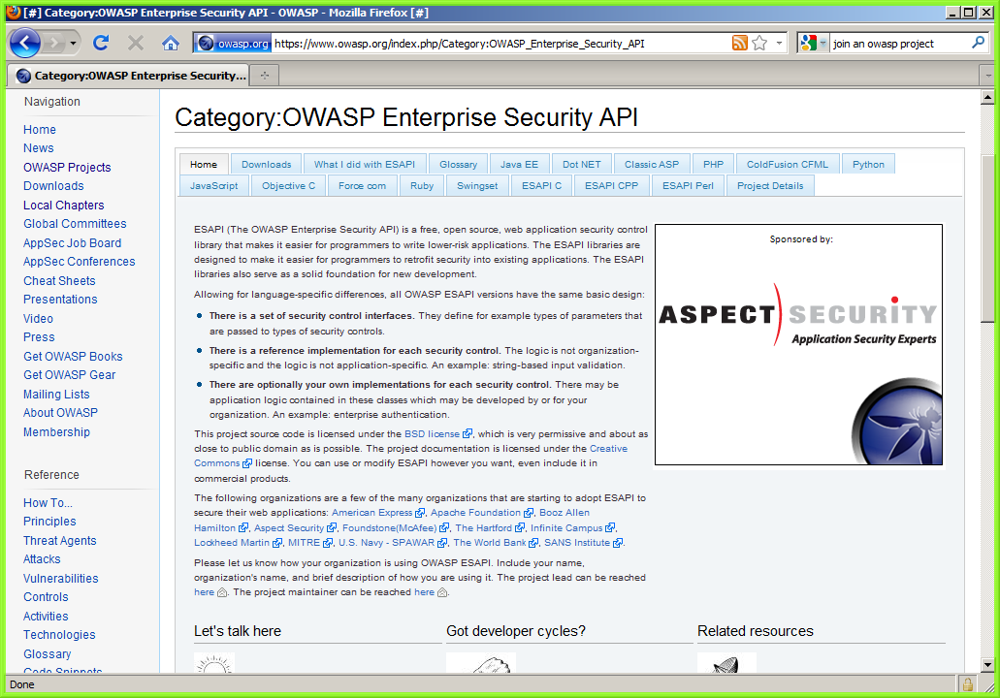 [#] Category:OWASP Enterprise Security API - OWASP - Mozilla Firefox [#]
owasp.org https://www.owasp.org/index.php/Category:OWASP_Enterprise_Security_API
join an owasp project
Category:OWASP Enterprise Security...
Navigation
Home
News
OWASP Projects
Downloads
Local Chapters
Global Committees
AppSec Job Board
AppSec Conferences
Cheat Sheets
Presentations
Video
Press
Get OWASP Books
Get OWASP Gear
Mailing Lists
About OWASP
Membership
Reference
How To...
Principles
Threat Agents
Attacks
Vulnerabilities
Controls
Activities
Technologies
Glossary
Code Snippets
Category:OWASP Enterprise Security API
Home Downloads What I did with ESAPI Glossary Java EE Dot NET Classic ASP PHP ColdFusion CFML Python
JavaScript Objective C Force com Ruby Swingset ESAPI C ESAPI CPP ESAPI Perl Project Details
ESAPI (The OWASP Enterprise Security API) is a free, open source, web application security control
library that makes it easier for programmers to write lower-risk applications. The ESAPI libraries are
designed to make it easier for programmers to retrofit security into existing applications. The ESAPI
libraries also serve as a solid foundation for new development.
Allowing for language-specific differences, all OWASP ESAPI versions have the same basic design:
There is a set of security control interfaces. They define for example types of parameters that
are passed to types of security controls.
There is a reference implementation for each security control. The logic is not organization-
specific and the logic is not application-specific. An example: string-based input validation.
There are optionally your own implementations for each security control. There may be
application logic contained in these classes which may be developed by or for your
organization. An example: enterprise authentication.
This project source code is licensed under the BSD license, which is very permissive and about as
close to public domain as is possible. The project documentation is licensed under the Creative
Commons license. You can use or modify ESAPI however you want, even include it in
commercial products.
The following organizations are a few of the many organizations that are starting to adopt ESAPI to
secure their web applications: American Express, Apache Foundation, Booz Allen
Hamilton, Aspect Security, Foundstone(McAfee), The Hartford, Infinite Campus,
Lockheed Martin, MITRE, U.S. Navy - SPAWAR, The World Bank, SANS Institute.
Please let us know how your organization is using OWASP ESAPI. Include your name,
organization's name, and brief description of how you are using it. The project lead can be reached
here. The project maintainer can be reached here.
Sponsored by:
ASPECT SECURITY
Application Security Experts
Let's talk here
Got developer cycles?
Related resources
Done